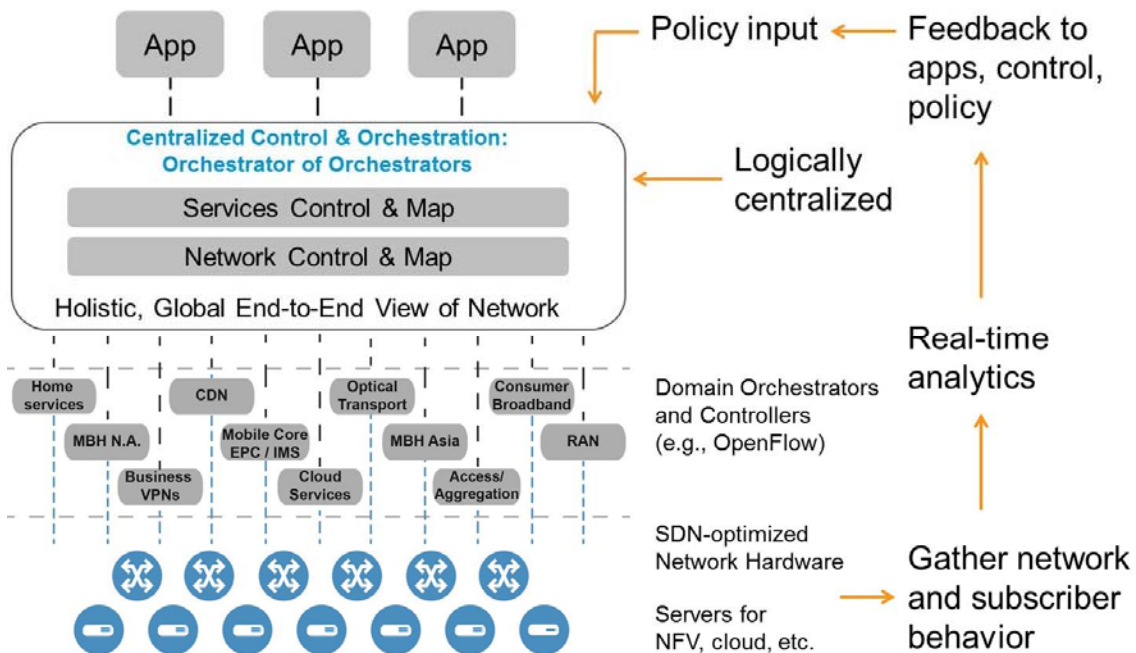 App
App
App
Policy input
Feedback to
apps, control,
policy
Centralized Control & Orchestration:
Orchestrator of Orchestrators
Services Control & Map
Network Control & Map
Holistic, Global End-to-End View of Network
Logically
centralized
Real-time
analytics
Home
services
CDN
Optical
Transport
Consumer
Broadband
MBH N.A.
Mobile Core
EPC / IMS
MBH Asia
RAN
Business
VPNs
Cloud
Services
Access/
Aggregation
Domain Orchestrators
and Controllers
(e.g., OpenFlow)
SDN-optimized
Network Hardware
Servers for
NFV, cloud, etc.
Gather network
and subscriber
behavior